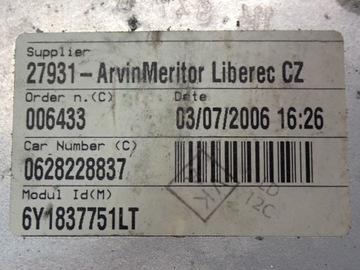 Supplier
27931-ArvinMeritor Liberec CZ
Order n.(C) Date
006433 03/07/2006 16:26
Car Number (C)
0628228837
Modul Id(M)
6Y1837751LT
12C